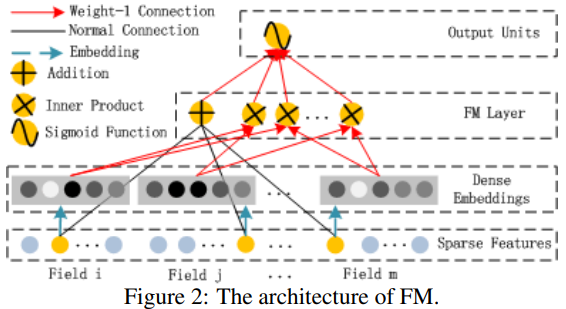 Weight-1 Connection
Normal Connection
Embedding
Addition
Inner Product
Sigmoid Function
Output Units
FM Layer
...
Dense
Embeddings
...
Sparse Features
... ... ... ...
Field i Field j ... Field m
Figure 2: The architecture of FM.